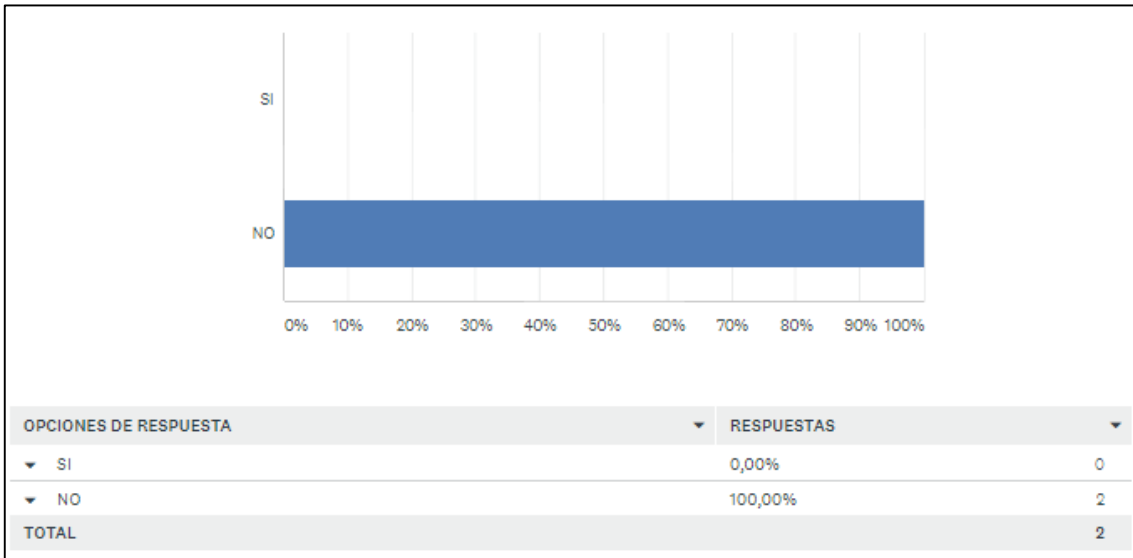 SI
NO
0% 10% 20% 30% 40% 50% 60% 70% 80% 90% 100%
OPCIONES DE RESPUESTA RESPUESTAS
SI 0,00% 0
NO 100,00% 2
TOTAL 2